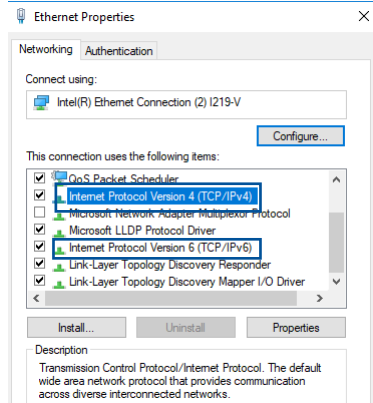 Ethernet Properties
Networking Authentication
Connect using:
Intel(R) Ethernet Connection (2) I219-V
Configure...
This connection uses the following items:
QoS Packet Scheduler
Internet Protocol Version 4 (TCP/IPv4)
Microsoft Network Adapter Multiplexor Protocol
Microsoft LLDP Protocol Driver
Internet Protocol Version 6 (TCP/IPv6)
Link-Layer Topology Discovery Responder
Link-Layer Topology Discovery Mapper I/O Driver
Install... Uninstall Properties
Description
Transmission Control Protocol/Internet Protocol. The default
wide area network protocol that provides communication
across diverse interconnected networks.